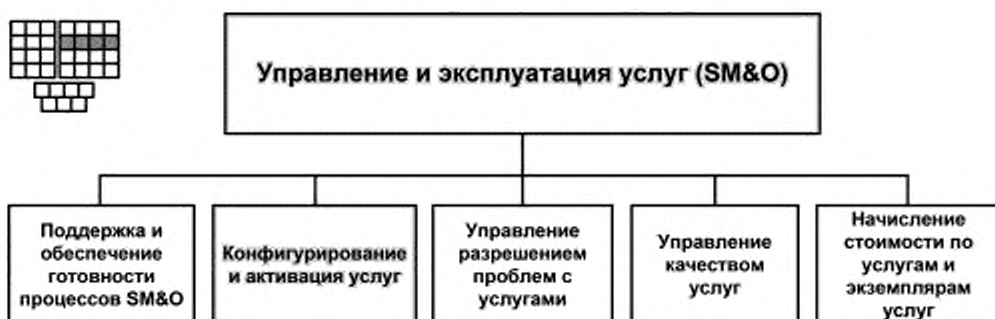 Управление и эксплуатация услуг (SM&O)
Поддержка и
обеспечение
готовности
процессов SM&O
Конфигурирование
и активация услуг
Управление
разрешением
проблем с
услугами
Управление
качеством
услуг
Начисление
стоимости по
услугам и
экземплярам
услуг